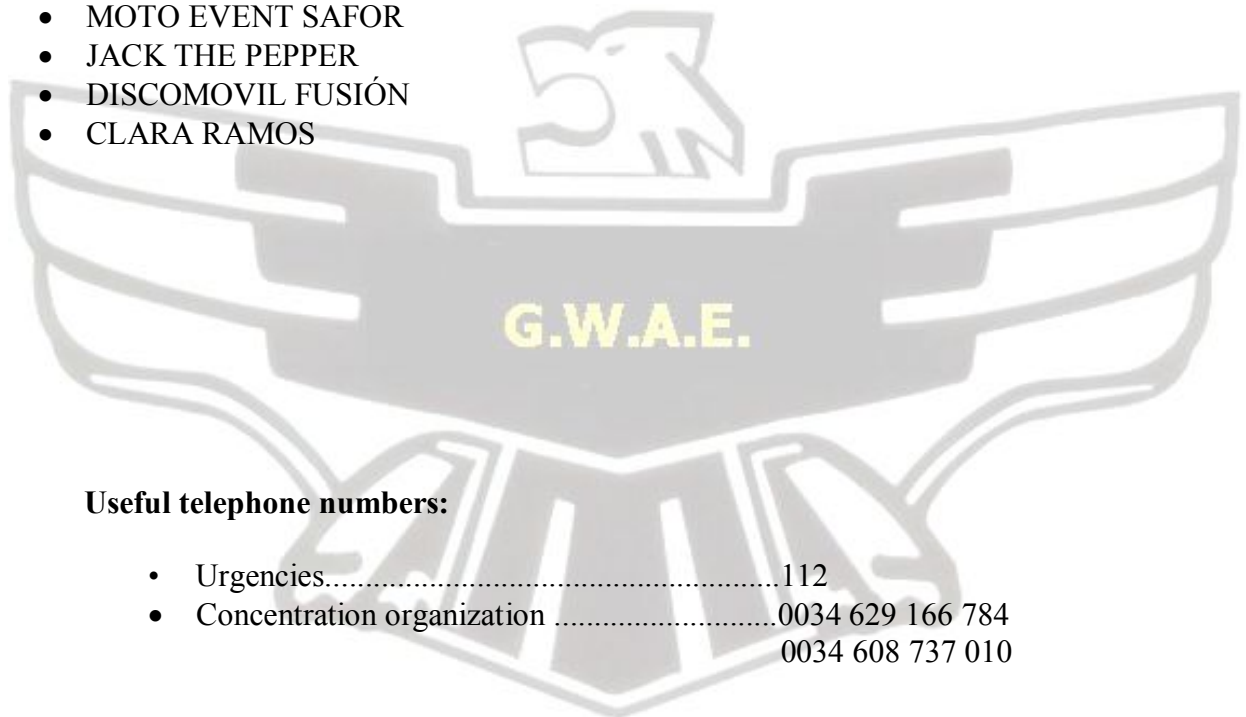 • MOTO EVENT SAFOR
• JACK THE PEPPER
• DISCOMOVIL FUSIÓN
• CLARA RAMOS
G.W.A.E.
Useful telephone numbers:
• Urgencies........................................................112
• Concentration organization ...........................0034 629 166 784
0034 608 737 010